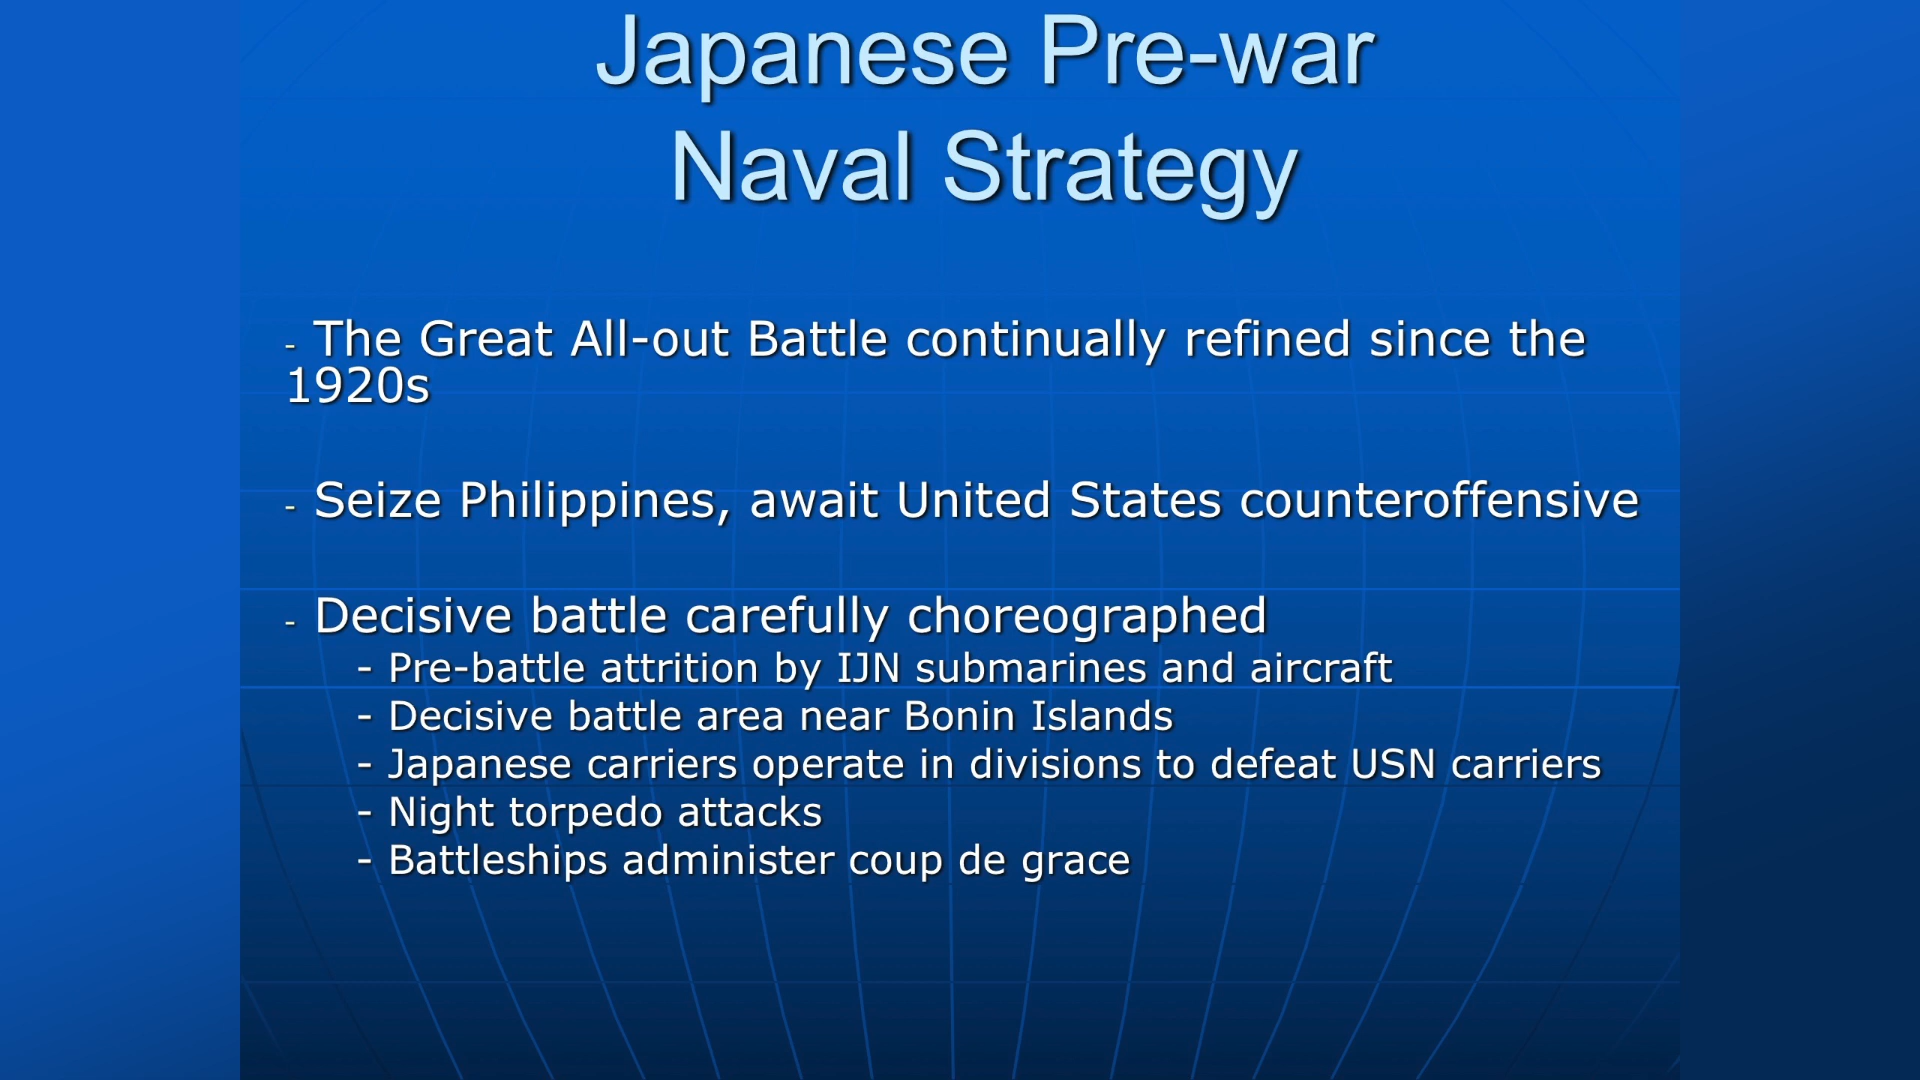 Japanese Pre-war
Naval Strategy
- The Great All-out Battle continually refined since the
1920s
- Seize Philippines, await United States counteroffensive
- Decisive battle carefully choreographed
- Pre-battle attrition by IJN submarines and aircraft
- Decisive battle area near Bonin Islands
- Japanese carriers operate in divisions to defeat USN carriers
- Night torpedo attacks
- Battleships administer coup de grace